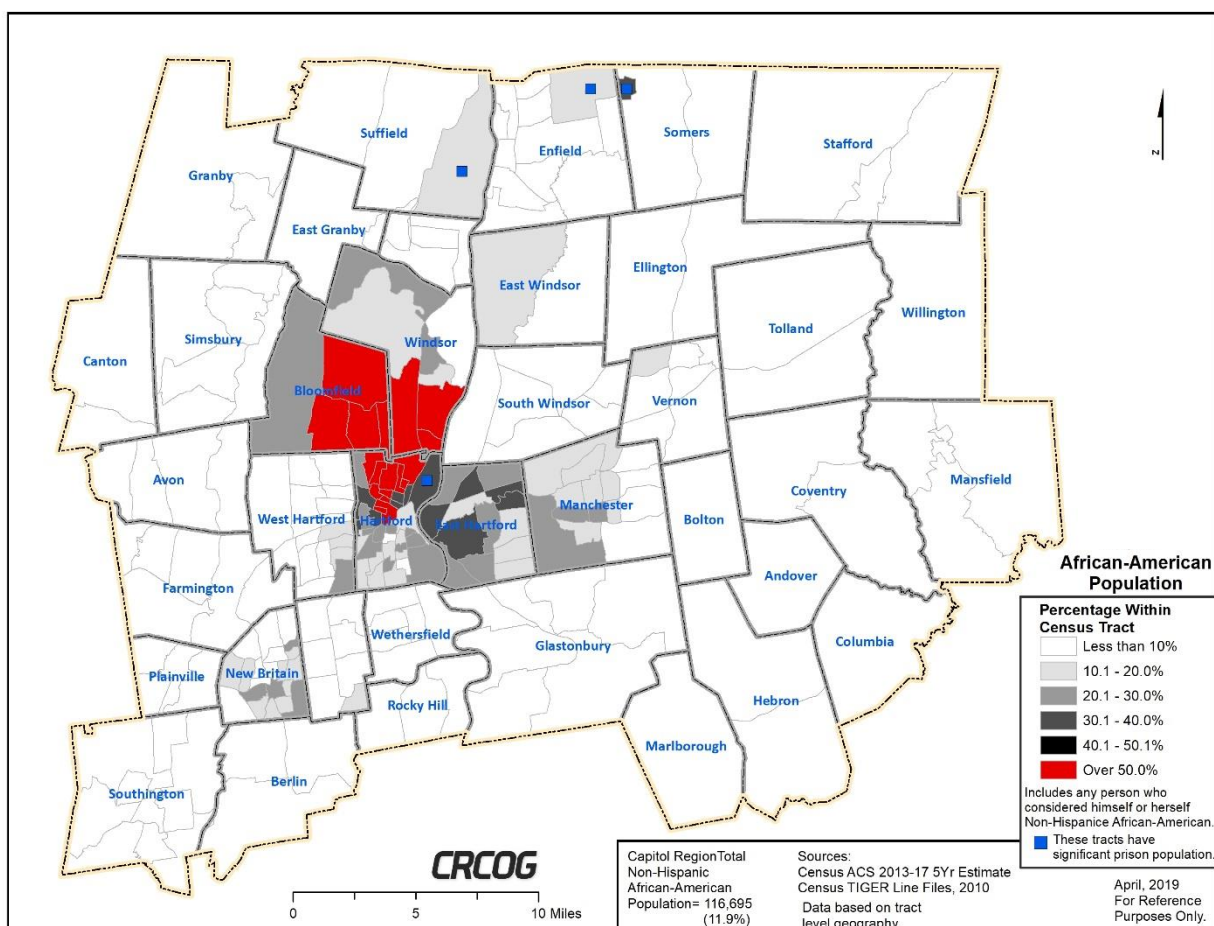 Suffield
Somers
Stafford
Enfield
Granby
East Granby
Ellington
East Windsor
Willington
Tolland
Simsbury
Canton
Windsor
Bloomfield
South Windsor
Vernon
Avon
Mansfield
Coventry
Manchester
West Hartford
Hartford
East Hartford
Bolton
Andover
Farmington
Wethersfield
Columbia
Glastonbury
Plainville
New Britain
Hebron
Rocky Hill
Marlborough
Berlin
Southington
z
African-American
Population
Percentage Within
Census Tract
Less than 10%
10.1 - 20.0%
20.1 - 30.0%
30.1 - 40.0%
40.1 - 50.1%
Over 50.0%
Includes any person who
considered himself or herself
Non-Hispanice African-American.
These tracts have
significant prison population.
CRCOG
0 5 10 Miles
Capitol RegionTotal
Non-Hispanic
African-American
Population= 116,695
(11.9%)
Sources:
Census ACS 2013-17 5Yr Estimate
Census TIGER Line Files, 2010
Data based on tract
level geography
April, 2019
For Reference
Purposes Only.